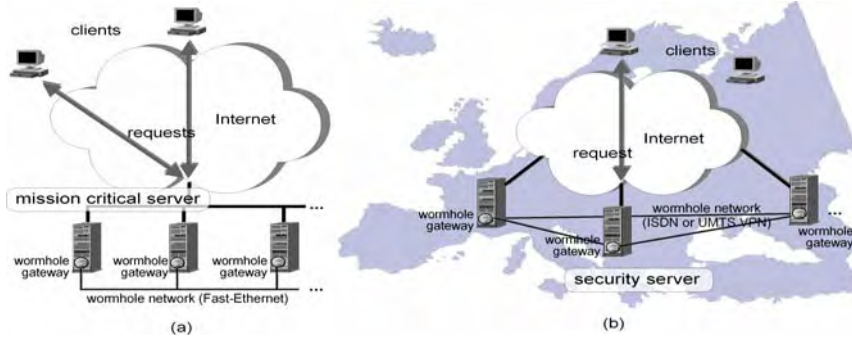 clients
Internet
requests
mission critical server
...
wormhole
gateway
wormhole
gateway
wormhole
gateway
wormhole network (Fast-Ethernet)
...
(a)
clients
Internet
request
wormhole network
(ISDN or UMTS VPN)
...
wormhole
gateway
wormhole
gateway
wormhole
gateway
security server
(b)